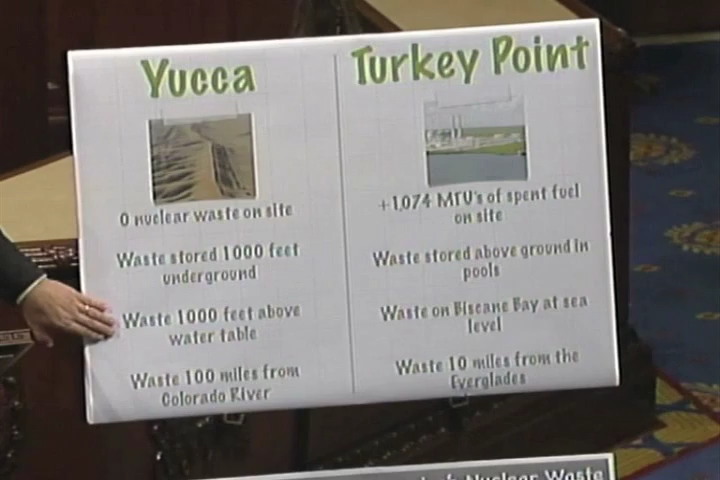 Yucca
0 nuclear waste on site
Waste stored 1000 feet
underground
Waste 1000 feet above
water table
Waste 100 miles from
Colorado River
Turkey Point
+1,074 MTU's of spent fuel
on site
Waste stored above ground in
pools
Waste on Biscane Bay at sea
level
Waste 10 miles from the
Everglades
Nuclear Waste